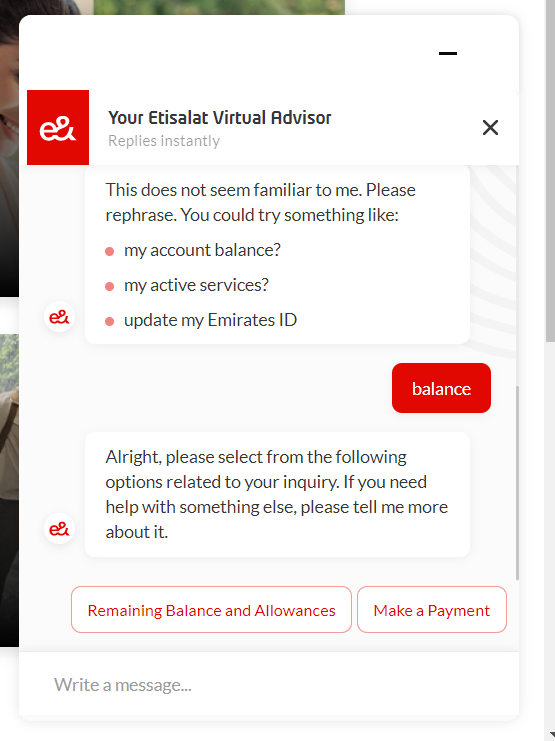 e&
Your Etisalat Virtual Advisor
Replies instantly
This does not seem familiar to me. Please
rephrase. You could try something like:
my account balance?
my active services?
update my Emirates ID
e&
balance
Alright, please select from the following
options related to your inquiry. If you need
help with something else, please tell me more
about it.
e&
Remaining Balance and Allowances
Make a Payment
Write a message...